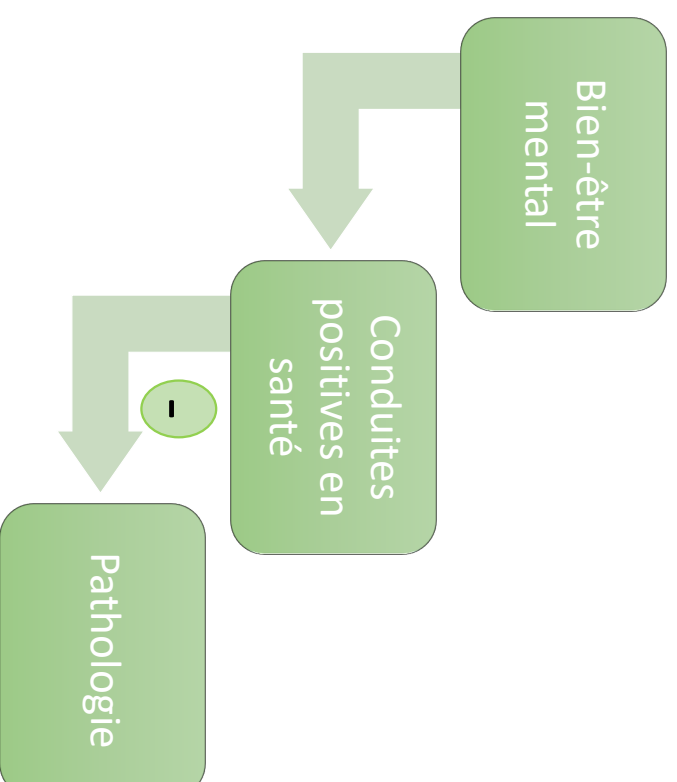 Bien-être
mental
Conduites
positives en
santé
-
Pathologie